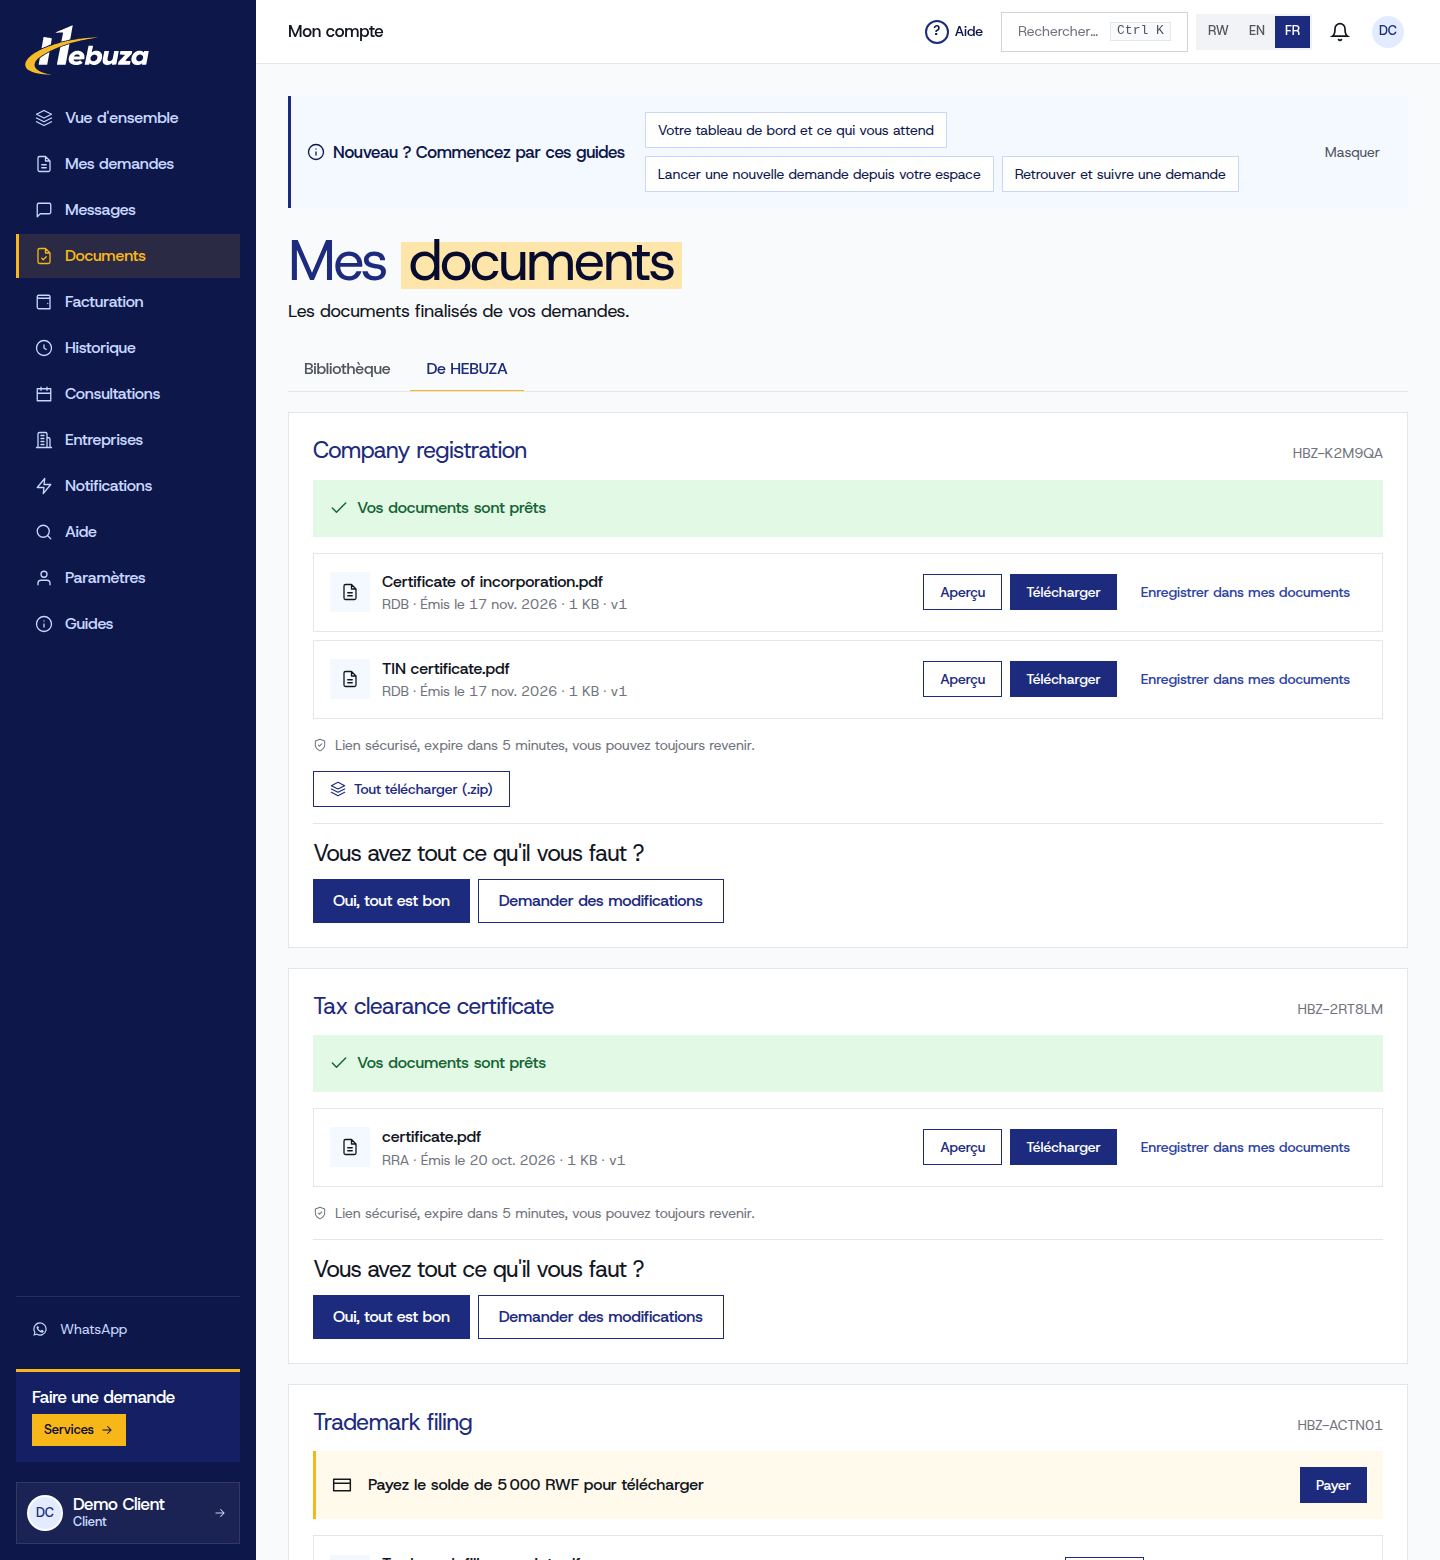 Hebuza
Vue d'ensemble
Mes demandes
Messages
Documents
Facturation
Historique
Consultations
Entreprises
Notifications
Aide
Paramètres
Guides
WhatsApp
Faire une demande
Services →
DC
Demo Client
Client
Mon compte
? Aide
Rechercher... Ctrl K
RW EN FR
DC
Nouveau ? Commencez par ces guides
Votre tableau de bord et ce qui vous attend
Lancer une nouvelle demande depuis votre espace
Retrouver et suivre une demande
Masquer
Mes documents
Les documents finalisés de vos demandes.
Bibliothèque De HEBUZA
Company registration HBZ-K2M9QA
Vos documents sont prêts
Certificate of incorporation.pdf
RDB · Émis le 17 nov. 2026 · 1 KB · v1
Aperçu Télécharger Enregistrer dans mes documents
TIN certificate.pdf
RDB · Émis le 17 nov. 2026 · 1 KB · v1
Aperçu Télécharger Enregistrer dans mes documents
Lien sécurisé, expire dans 5 minutes, vous pouvez toujours revenir.
Tout télécharger (.zip)
Vous avez tout ce qu'il vous faut ?
Oui, tout est bon Demander des modifications
Tax clearance certificate HBZ-2RT8LM
Vos documents sont prêts
certificate.pdf
RRA · Émis le 20 oct. 2026 · 1 KB · v1
Aperçu Télécharger Enregistrer dans mes documents
Lien sécurisé, expire dans 5 minutes, vous pouvez toujours revenir.
Vous avez tout ce qu'il vous faut ?
Oui, tout est bon Demander des modifications
Trademark filing HBZ-ACTN01
Payez le solde de 5 000 RWF pour télécharger Payer